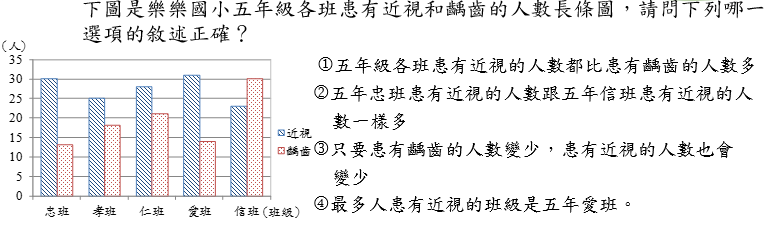 下圖是樂樂國小五年級各班患有近視和齲齒的人數長條圖，請問下列哪一
選項的敘述正確？
(人)
35
30
25
20
15
10
5
0
忠班 孝班 仁班 愛班 信班 (班級)
近視
齲齒
①五年級各班患有近視的人數都比患有齲齒的人數多
②五年忠班患有近視的人數跟五年信班患有近視的人
數一樣多
③只要患有齲齒的人數變少，患有近視的人數也會
變少
④最多人患有近視的班級是五年愛班。